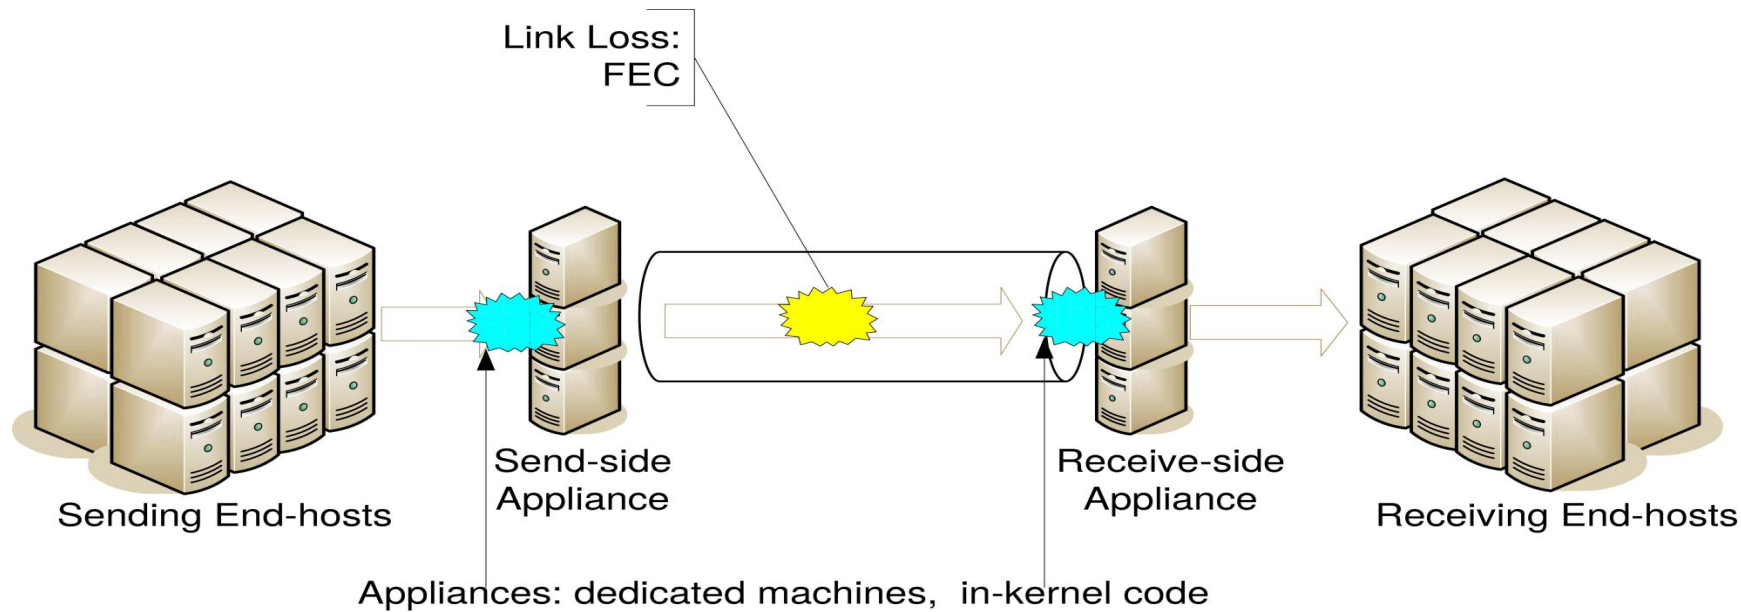 Link Loss:
FEC
Send-side
Appliance
Receive-side
Appliance
Sending End-hosts
Receiving End-hosts
Appliances: dedicated machines, in-kernel code